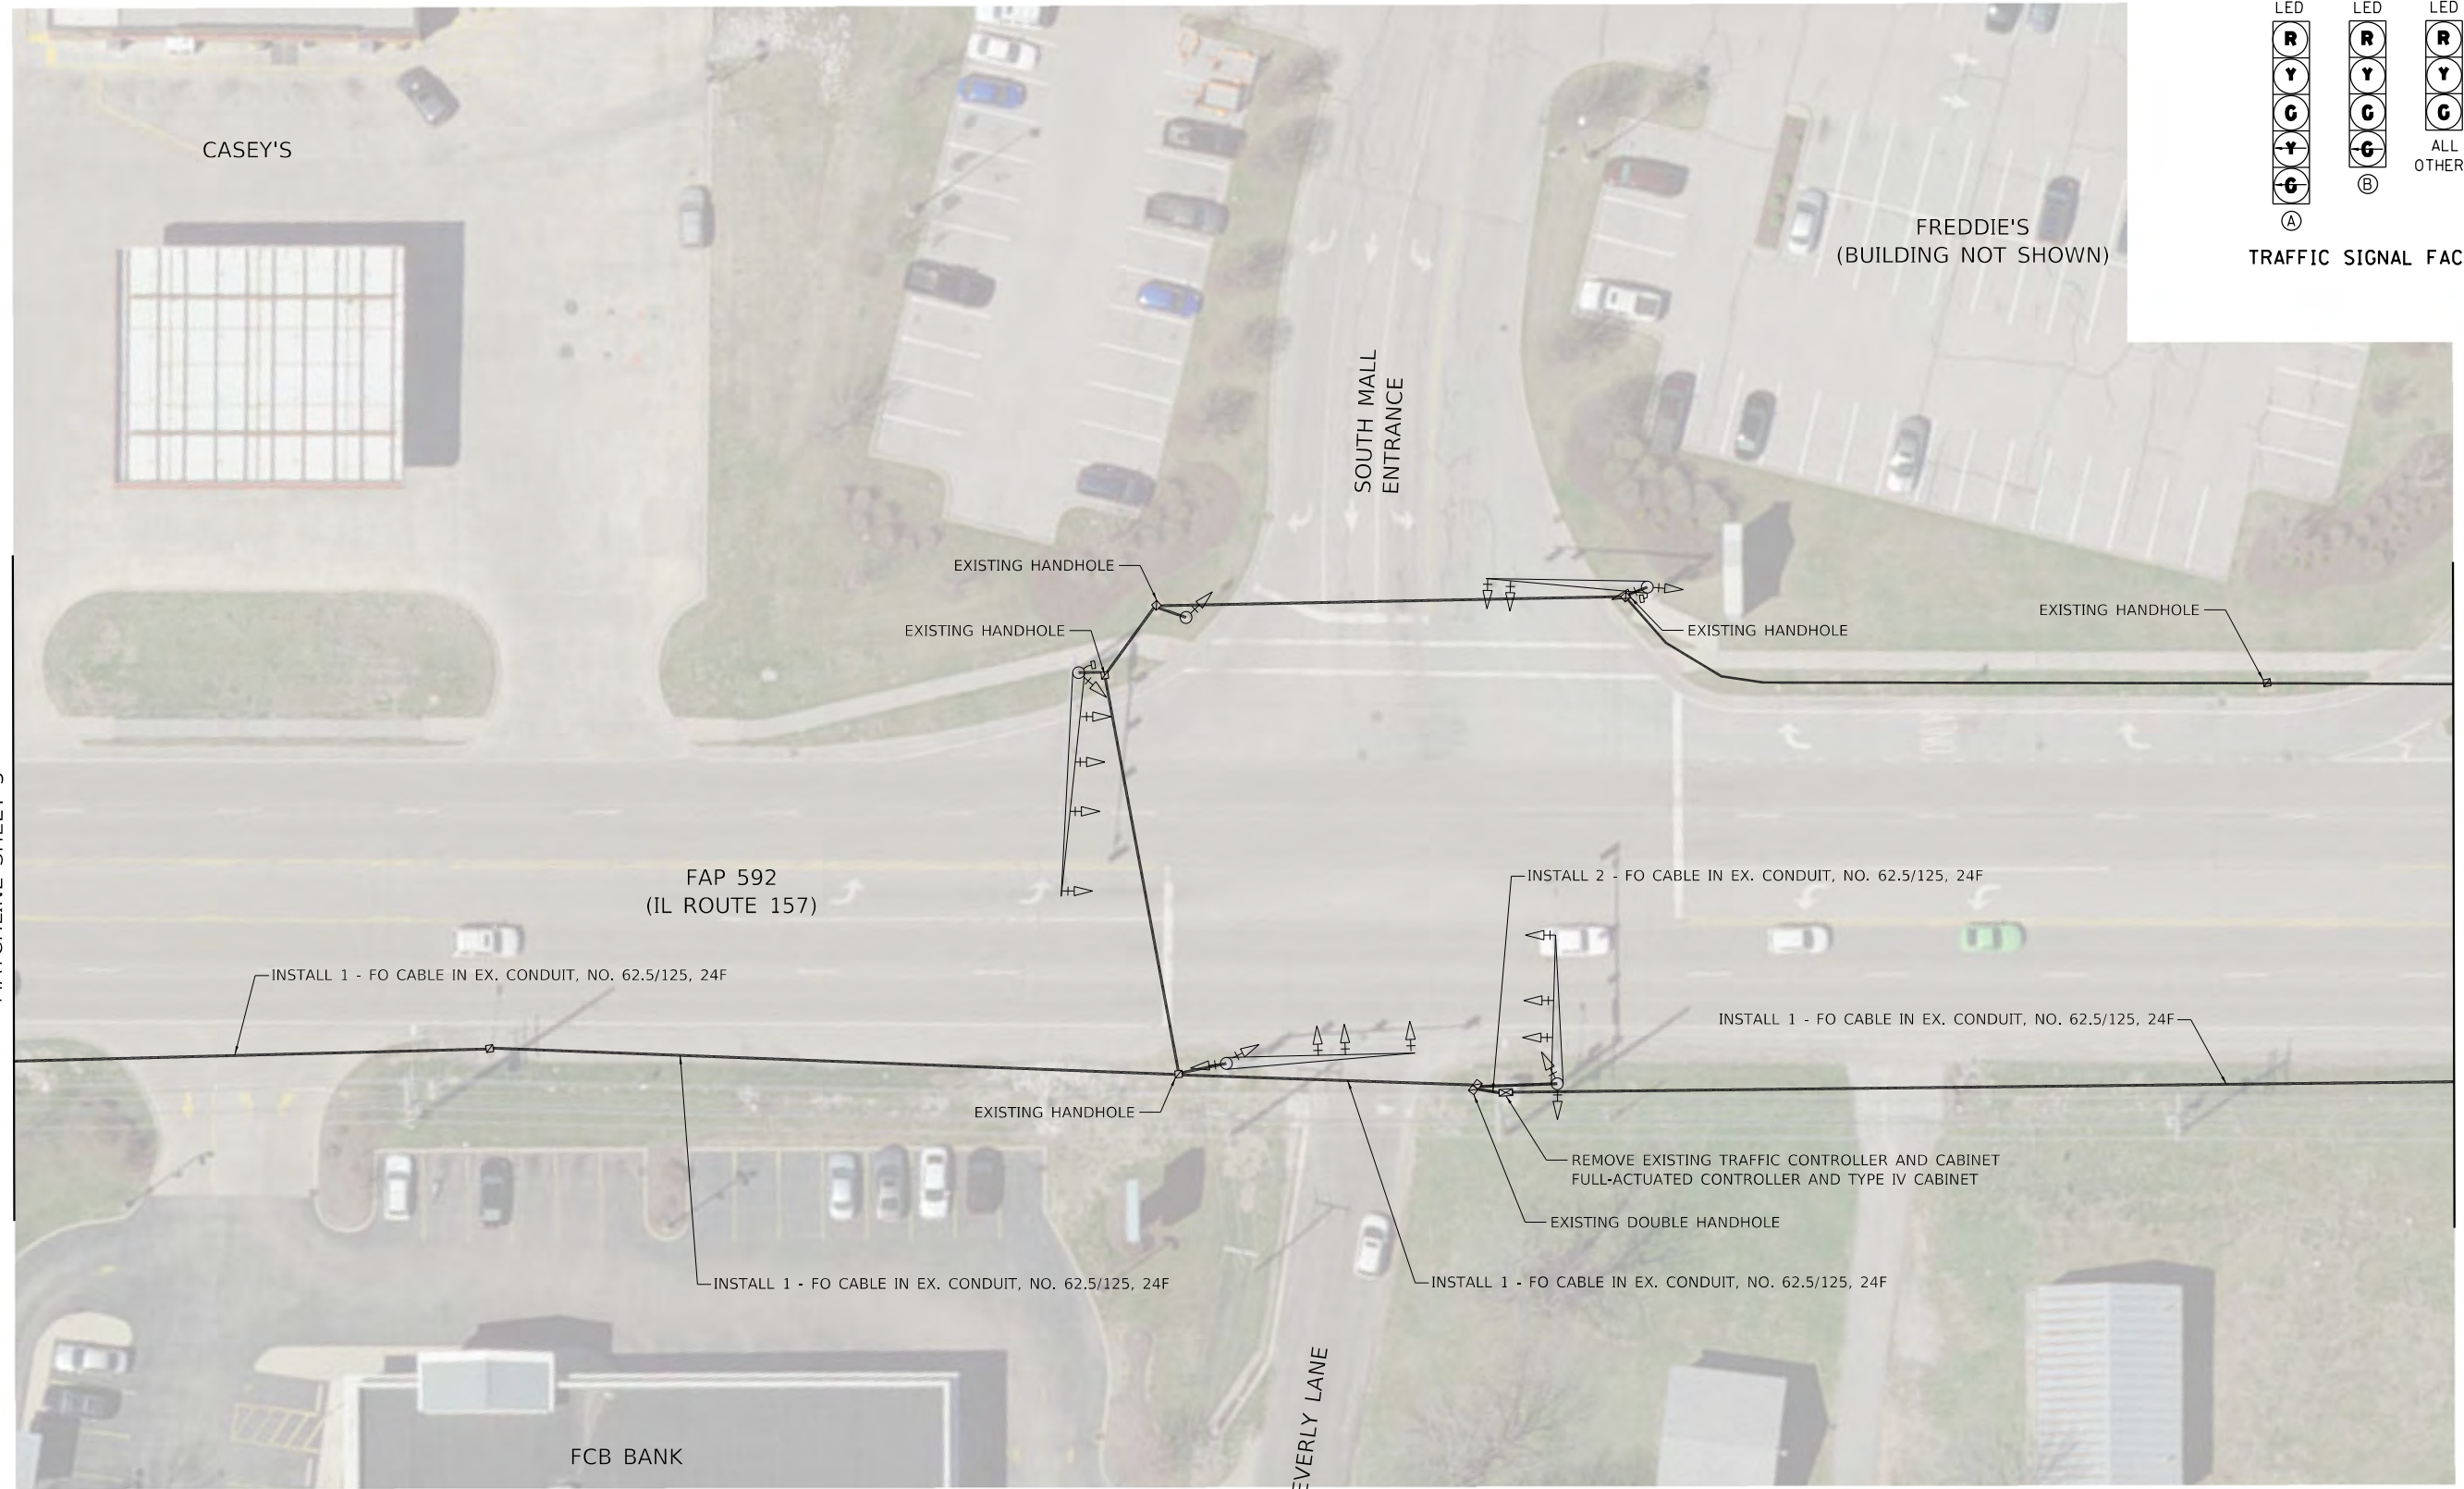 LED LED LED
R R R
Y Y Y
G G G
Y G ALL
OTHER
G B
A
TRAFFIC SIGNAL FAC
CASEY'S
FREDDIE'S
(BUILDING NOT SHOWN)
SOUTH MALL
ENTRANCE
EXISTING HANDHOLE
EXISTING HANDHOLE
EXISTING HANDHOLE
EXISTING HANDHOLE
FAP 592
(IL ROUTE 157)
INSTALL 2 - FO CABLE IN EX. CONDUIT, NO. 62.5/125, 24F
INSTALL 1 - FO CABLE IN EX. CONDUIT, NO. 62.5/125, 24F
INSTALL 1 - FO CABLE IN EX. CONDUIT, NO. 62.5/125, 24F
EXISTING HANDHOLE
REMOVE EXISTING TRAFFIC CONTROLLER AND CABINET
FULL-ACTUATED CONTROLLER AND TYPE IV CABINET
EXISTING DOUBLE HANDHOLE
INSTALL 1 - FO CABLE IN EX. CONDUIT, NO. 62.5/125, 24F
INSTALL 1 - FO CABLE IN EX. CONDUIT, NO. 62.5/125, 24F
EVERLY LANE
FCB BANK